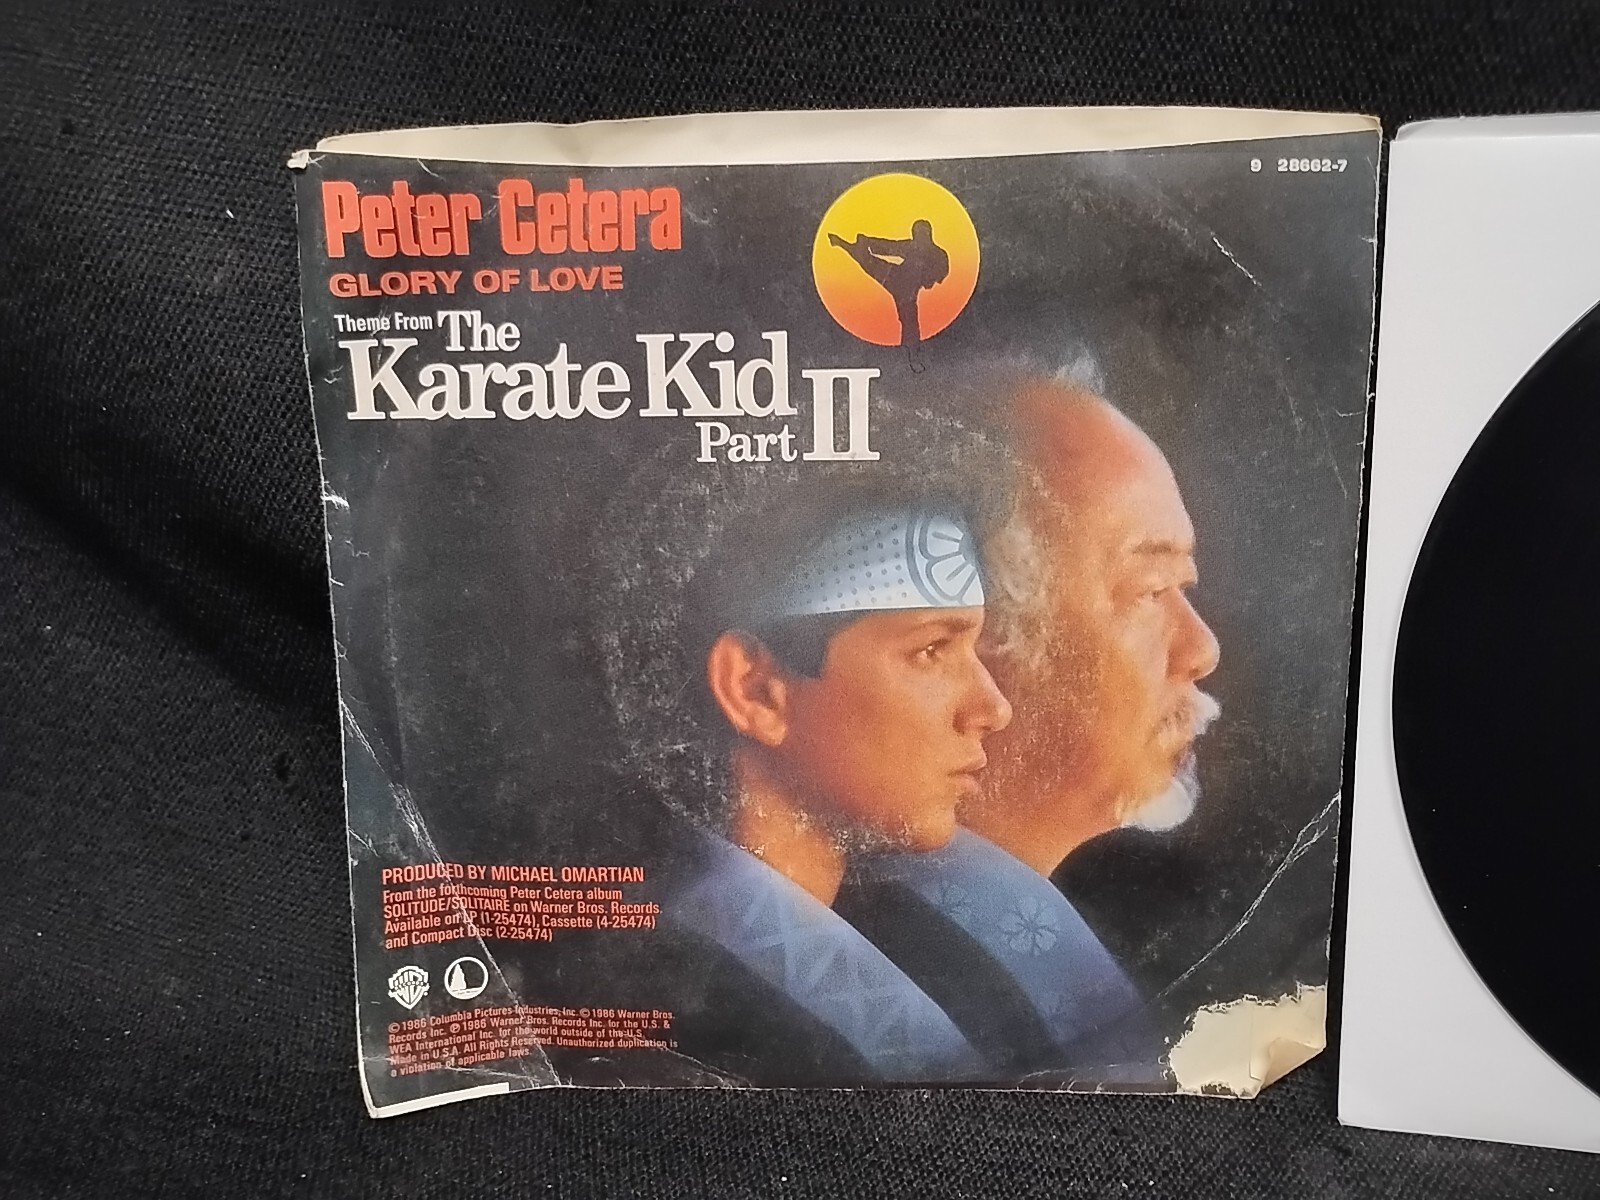 9 28662-7
Peter Cetera
GLORY OF LOVE
Theme From The
Karate Kid
Part II
PRODUCED BY MICHAEL OMARTIAN
From the forthcoming Peter Cetera album
SOLITUDE/SOLITAIRE on Warner Bros. Records.
Available on LP (1-25474), Cassette (4-25474)
and Compact Disc (2-25474)
© 1986 Columbia Pictures Industries, Inc. © 1986 Warner Bros.
Records Inc. ℗ 1986 Warner Bros. Records Inc. for the U.S. &
WEA International Inc. for the world outside of the U.S.
Made in U.S.A. All Rights Reserved. Unauthorized duplication is
a violation of applicable laws.